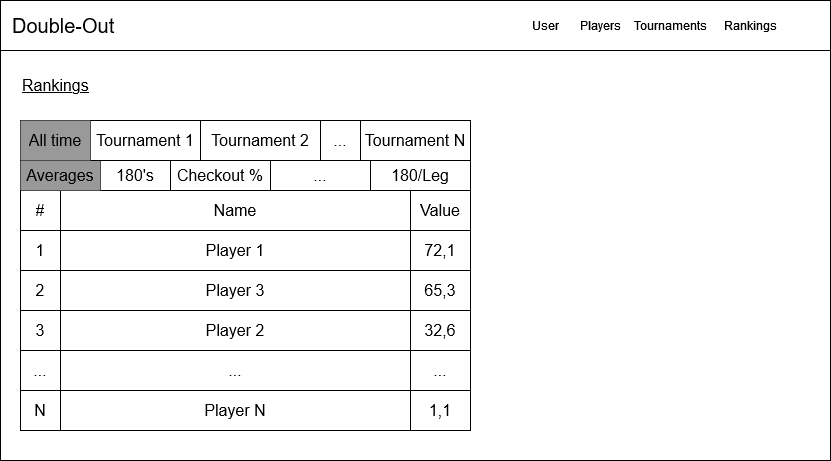 Double-Out User Players Tournaments Rankings
Rankings
All time Tournament 1 Tournament 2 ... Tournament N
Averages 180's Checkout % ... 180/Leg
# Name Value
1 Player 1 72,1
2 Player 3 65,3
3 Player 2 32,6
... ... ...
N Player N 1,1